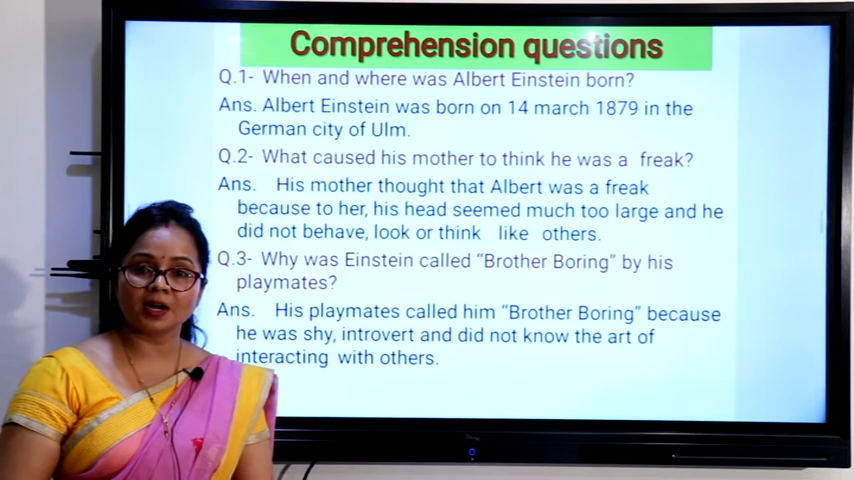 Comprehension questions
Q.1- When and where was Albert Einstein born?
Ans. Albert Einstein was born on 14 march 1879 in the
German city of Ulm.
Q.2- What caused his mother to think he was a freak?
Ans. His mother thought that Albert was a freak
because to her, his head seemed much too large and he
did not behave, look or think like others.
Q.3- Why was Einstein called “Brother Boring” by his
playmates?
Ans. His playmates called him “Brother Boring” because
he was shy, introvert and did not know the art of
interacting with others.